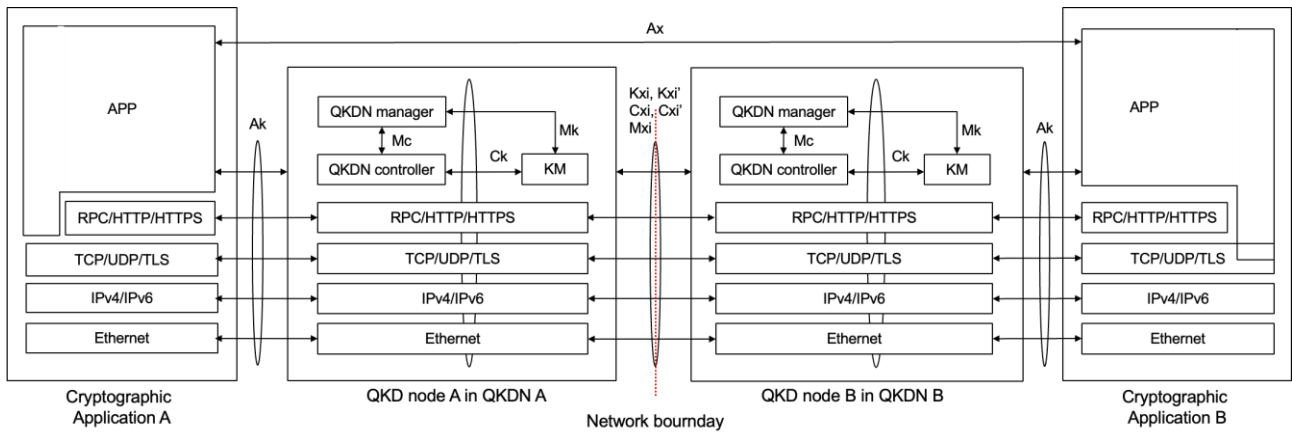 Ax
APP
Ak
QKDN manager
Mc
Mk
QKDN controller
Ck
KM
Kxi, Kxi'
Cxi, Cxi'
Mxi
QKDN manager
Mc
Mk
QKDN controller
Ck
KM
Ak
APP
RPC/HTTP/HTTPS
RPC/HTTP/HTTPS
RPC/HTTP/HTTPS
RPC/HTTP/HTTPS
TCP/UDP/TLS
TCP/UDP/TLS
TCP/UDP/TLS
TCP/UDP/TLS
IPv4/IPv6
IPv4/IPv6
IPv4/IPv6
IPv4/IPv6
Ethernet
Ethernet
Ethernet
Ethernet
Cryptographic
Application A
QKD node A in QKDN A
Network bournday
QKD node B in QKDN B
Cryptographic
Application B